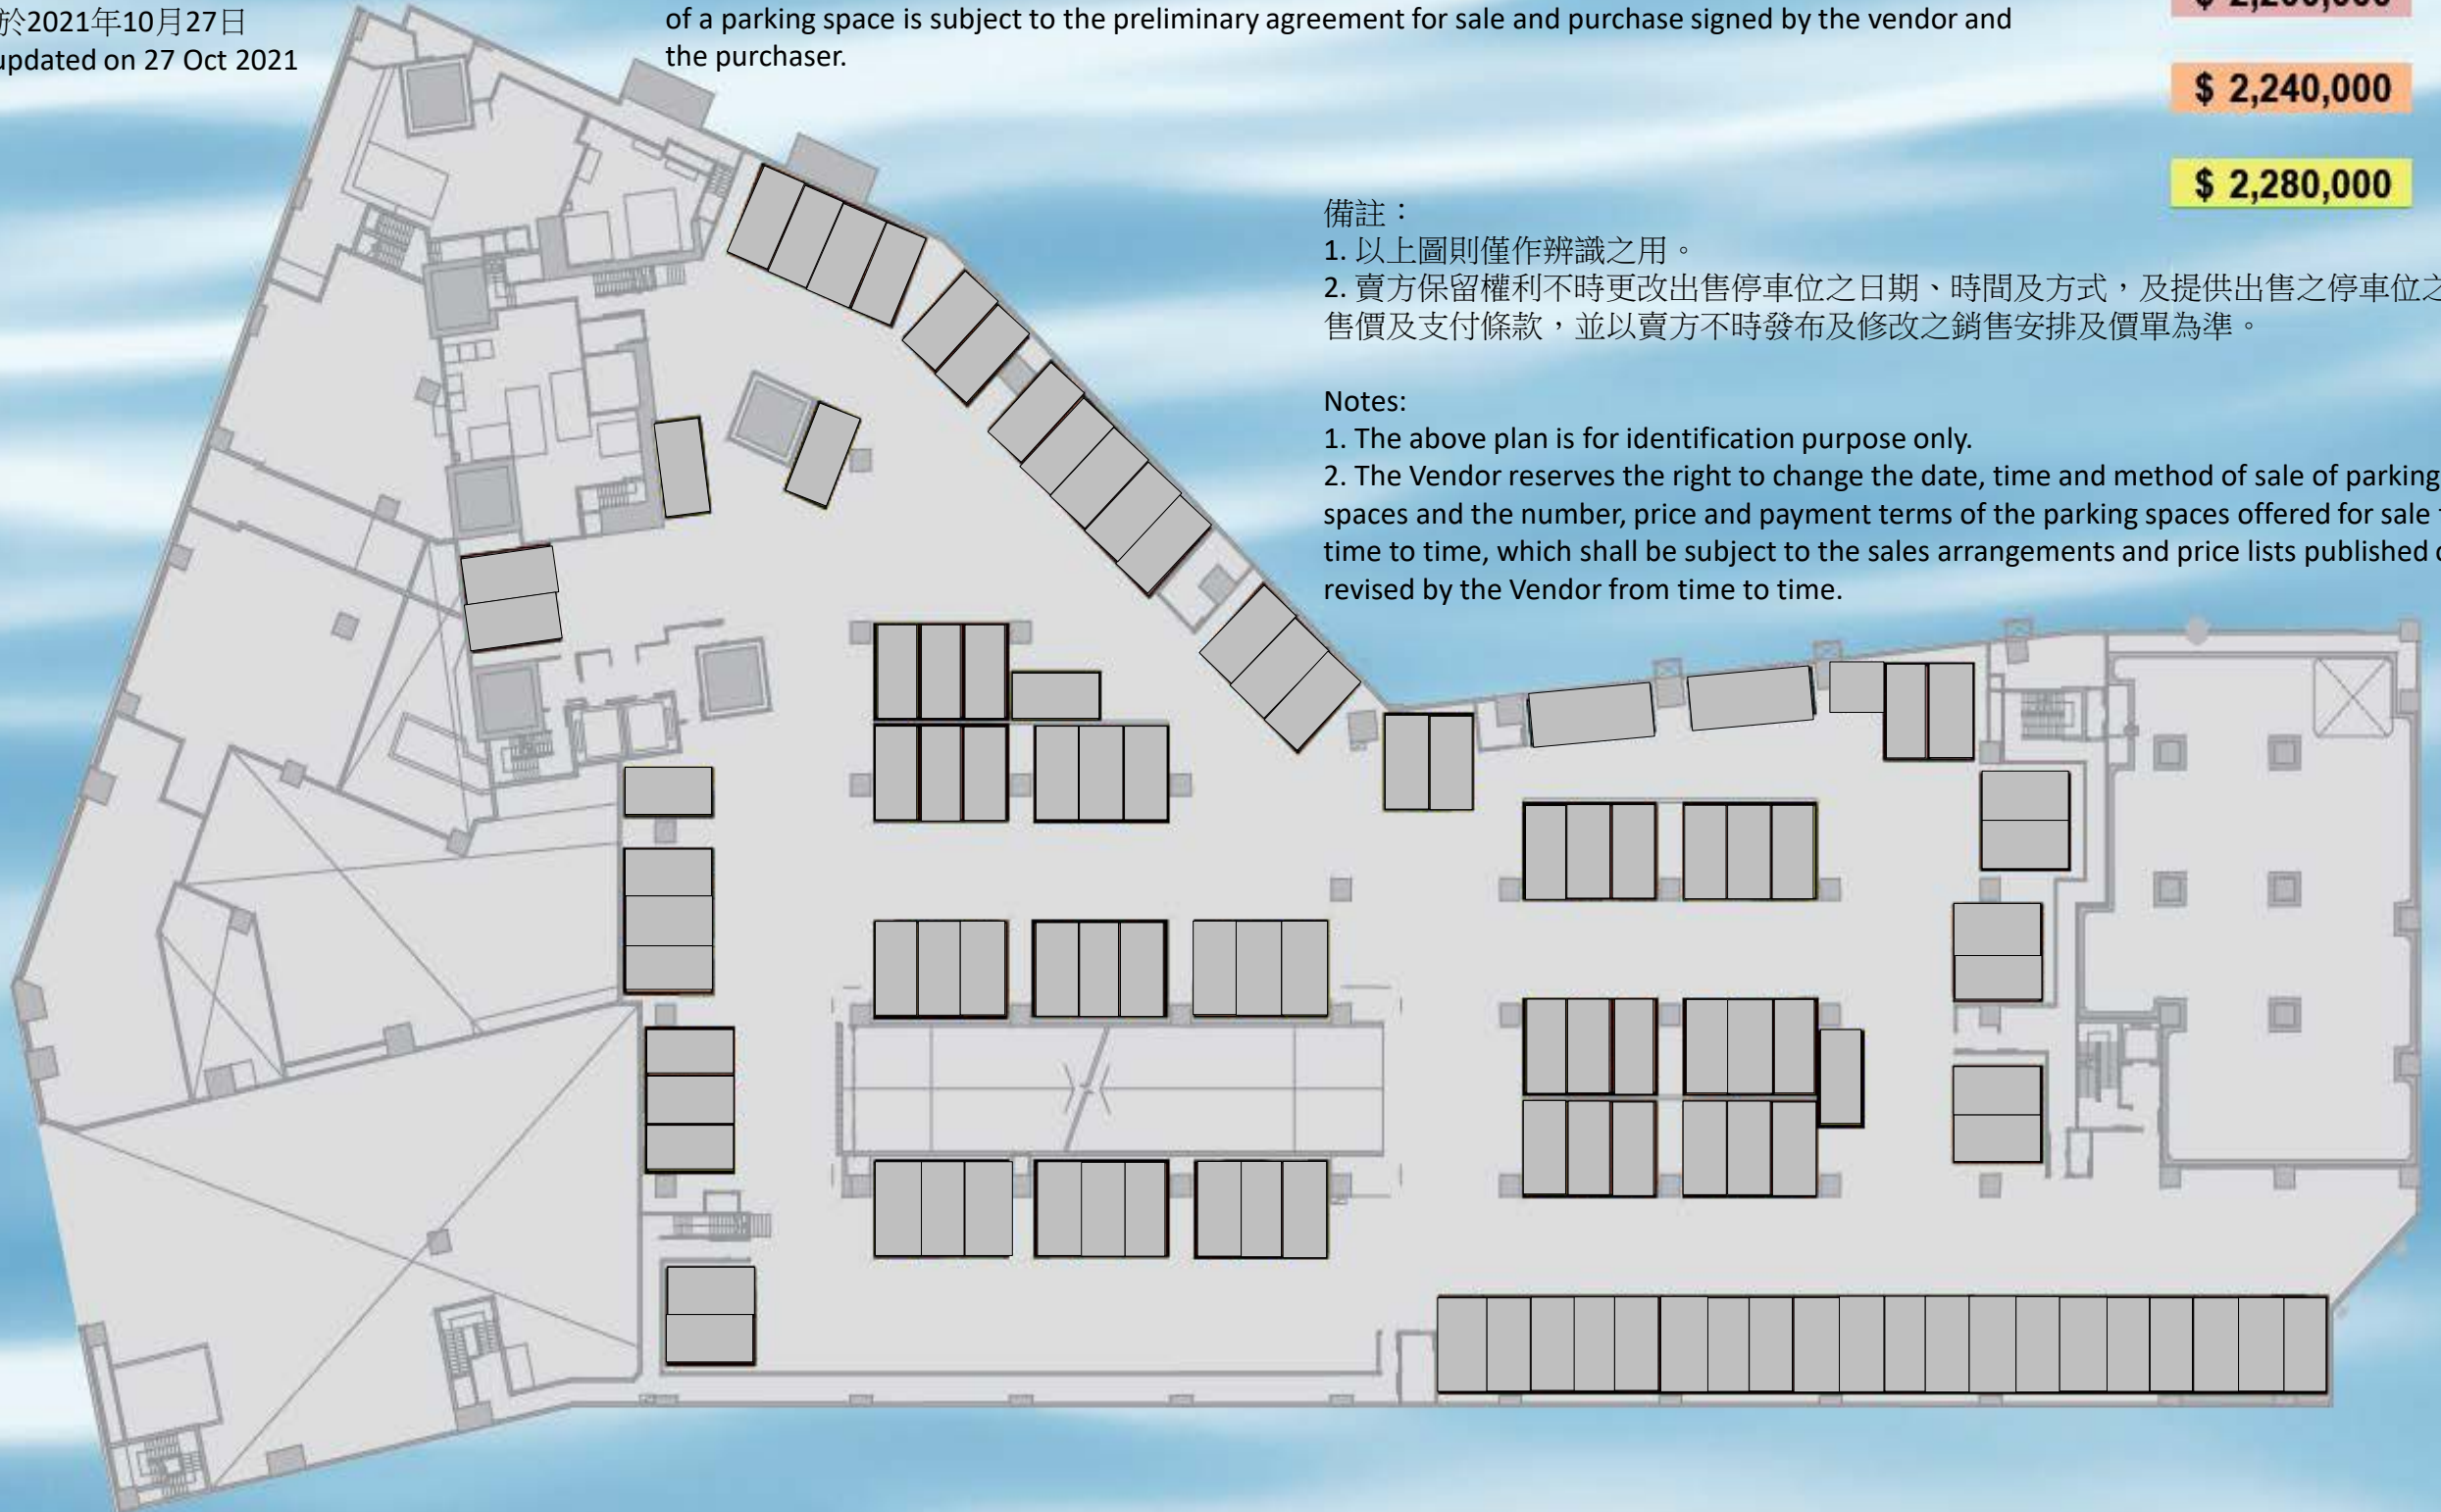 於2021年10月27日
updated on 27 Oct 2021
of a parking space is subject to the preliminary agreement for sale and purchase signed by the vendor and
the purchaser.
$ 2,240,000
$ 2,280,000
備註：
1. 以上圖則僅作辨識之用。
2. 賣方保留權利不時更改出售停車位之日期、時間及方式，及提供出售之停車位之
售價及支付條款，並以賣方不時發布及修改之銷售安排及價單為準。
Notes:
1. The above plan is for identification purpose only.
2. The Vendor reserves the right to change the date, time and method of sale of parking
spaces and the number, price and payment terms of the parking spaces offered for sale
time to time, which shall be subject to the sales arrangements and price lists published
revised by the Vendor from time to time.